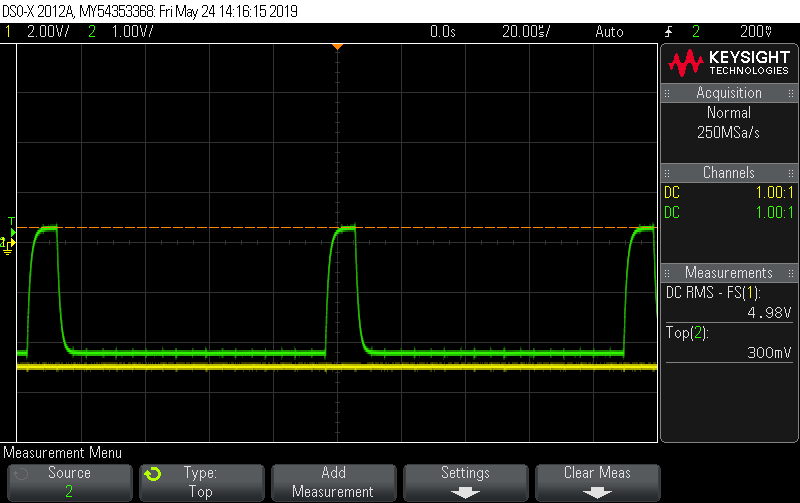 DSO-X 2012A, MY54353368: Fri May 24 14:16:15 2019
1 2.00V/ 2 1.00V/ 0.0s 20.00us/ Auto 2 200mV
KEYSIGHT
TECHNOLOGIES
Acquisition
Normal
250MSa/s
Channels
DC 1.00:1
DC 1.00:1
Measurements
DC RMS - FS(1):
4.98V
Top(2):
300mV
T
2
Measurement Menu
Source
2
Type:
Top
Add
Measurement
Settings
Clear Meas